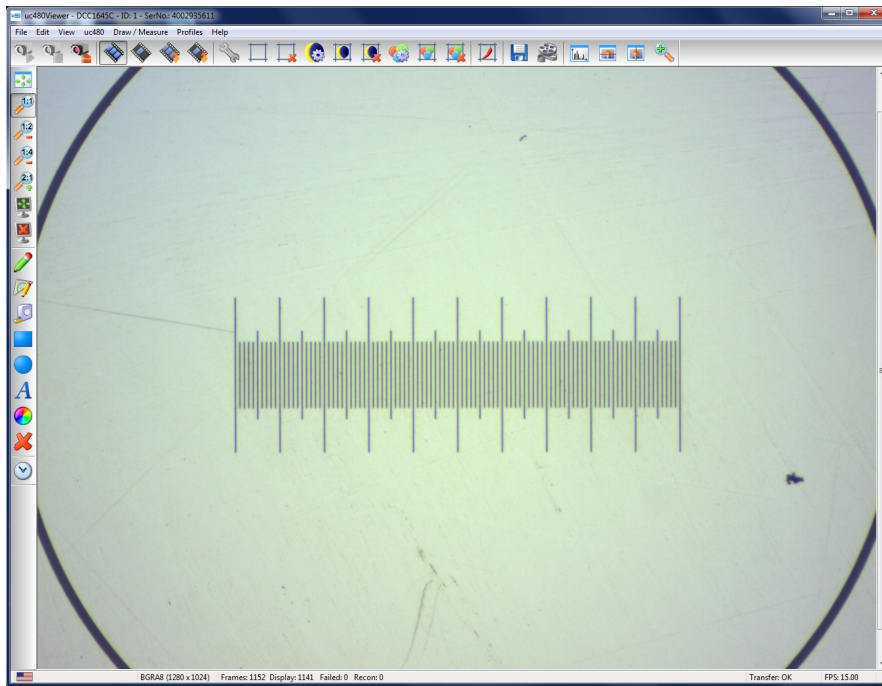 uc480Viewer - DCC1645C - ID: 1 - SerNo.: 4002935611
File Edit View uc480 Draw / Measure Profiles Help
1:1
1:2
1:4
2:1
A
BGRA8 (1280 x 1024) Frames: 1152 Display: 1141 Failed: 0 Recon: 0 Transfer: OK FPS: 15.00